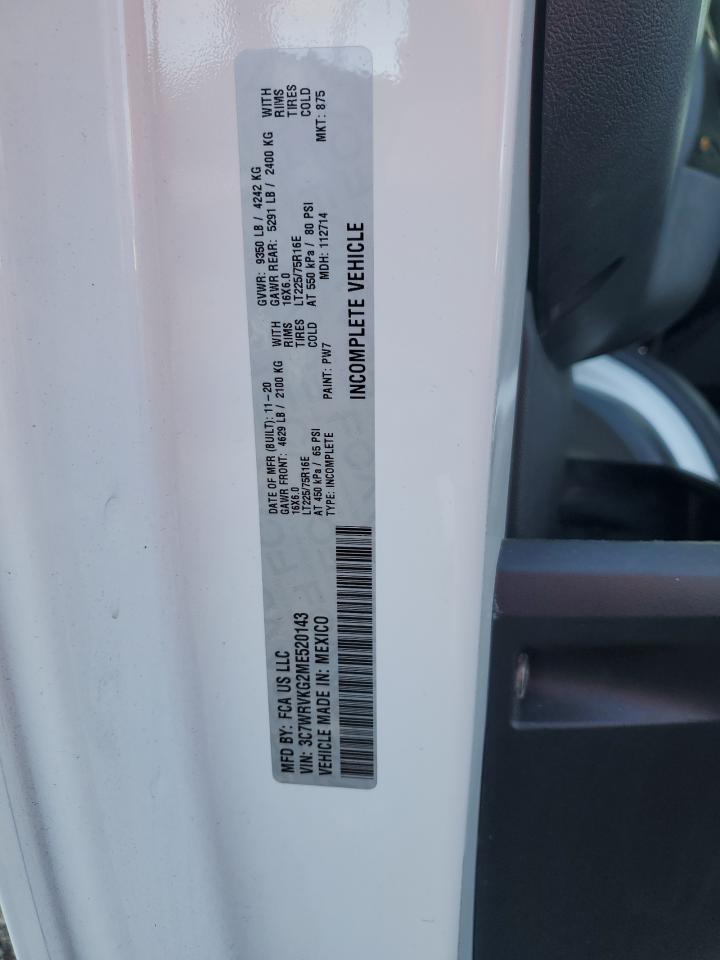 MFD BY: FCA US LLC
VIN: 3C7WRVKG2ME520143
VEHICLE MADE IN: MEXICO
DATE OF MFR (BUILT): 11-20
GAWR FRONT: 4629 LB / 2100 KG WITH
16X6.0 RIMS
LT225/75R16E TIRES
AT 450 kPa / 65 PSI COLD
TYPE: INCOMPLETE PAINT: PW7
GVWR: 9350 LB / 4242 KG
GAWR REAR: 5291 LB / 2400 KG WITH
16X6.0 RIMS
LT225/75R16E TIRES
AT 550 kPa / 80 PSI COLD
MDH: 112714 MKT: 875
INCOMPLETE VEHICLE